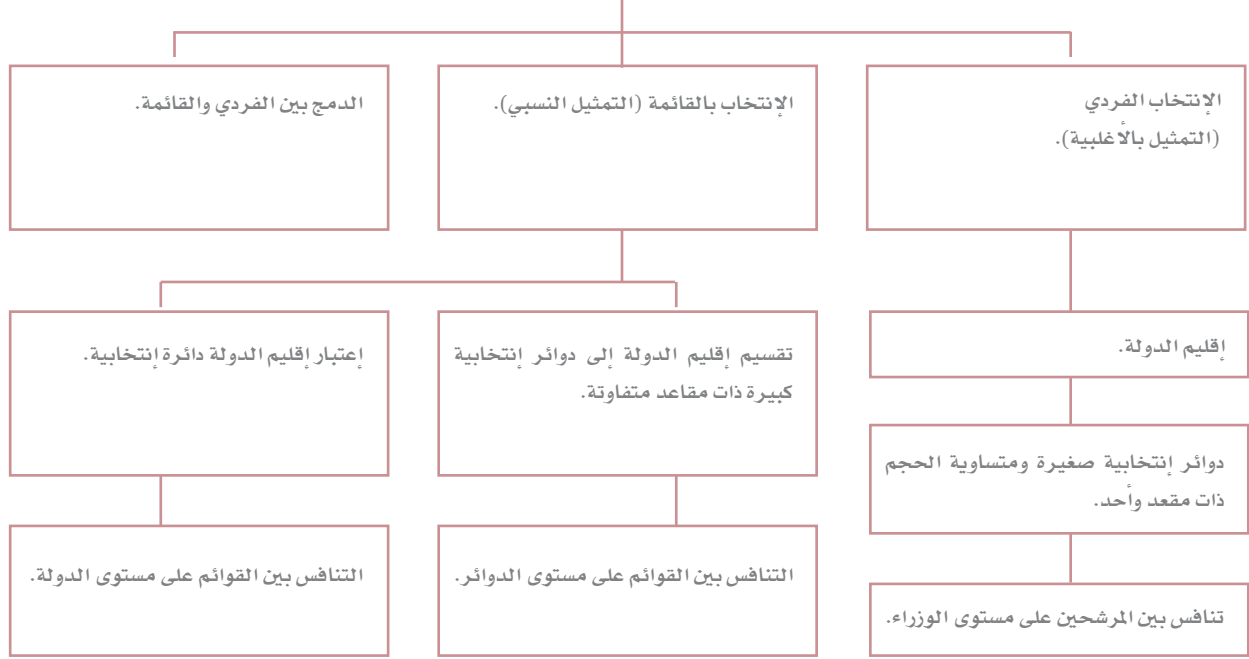 الإنتخاب الفردي
(التمثيل بالأغلبية).
الإنتخاب بالقائمة (التمثيل النسبي).
الدمج بين الفردي والقائمة.
إقليم الدولة.
تقسيم إقليم الدولة إلى دوائر إنتخابية
كبيرة ذات مقاعد متفاوتة.
إعتبار إقليم الدولة دائرة إنتخابية.
دوائر إنتخابية صغيرة ومتساوية الحجم
ذات مقعد وأحد.
تنافس بين المرشحين على مستوى الوزراء.
التنافس بين القوائم على مستوى الدوائر.
التنافس بين القوائم على مستوى الدولة.